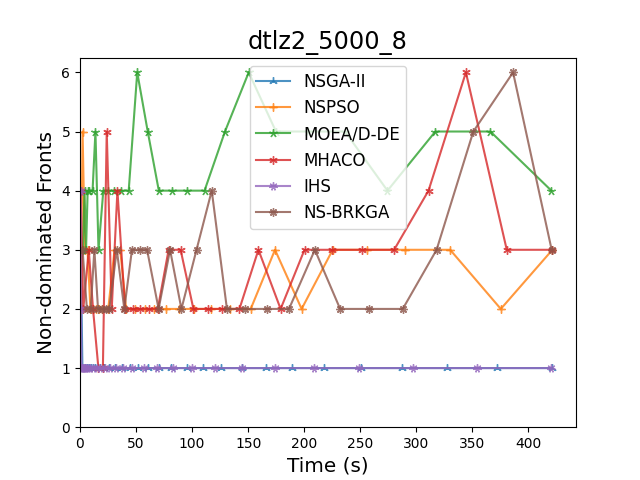 dtlz2_5000_8
Non-dominated Fronts
6
5
4
3
2
1
0
NSGA-II
NSPSO
MOEA/D-DE
MHACO
IHS
NS-BRKGA
0 50 100 150 200 250 300 350 400
Time (s)